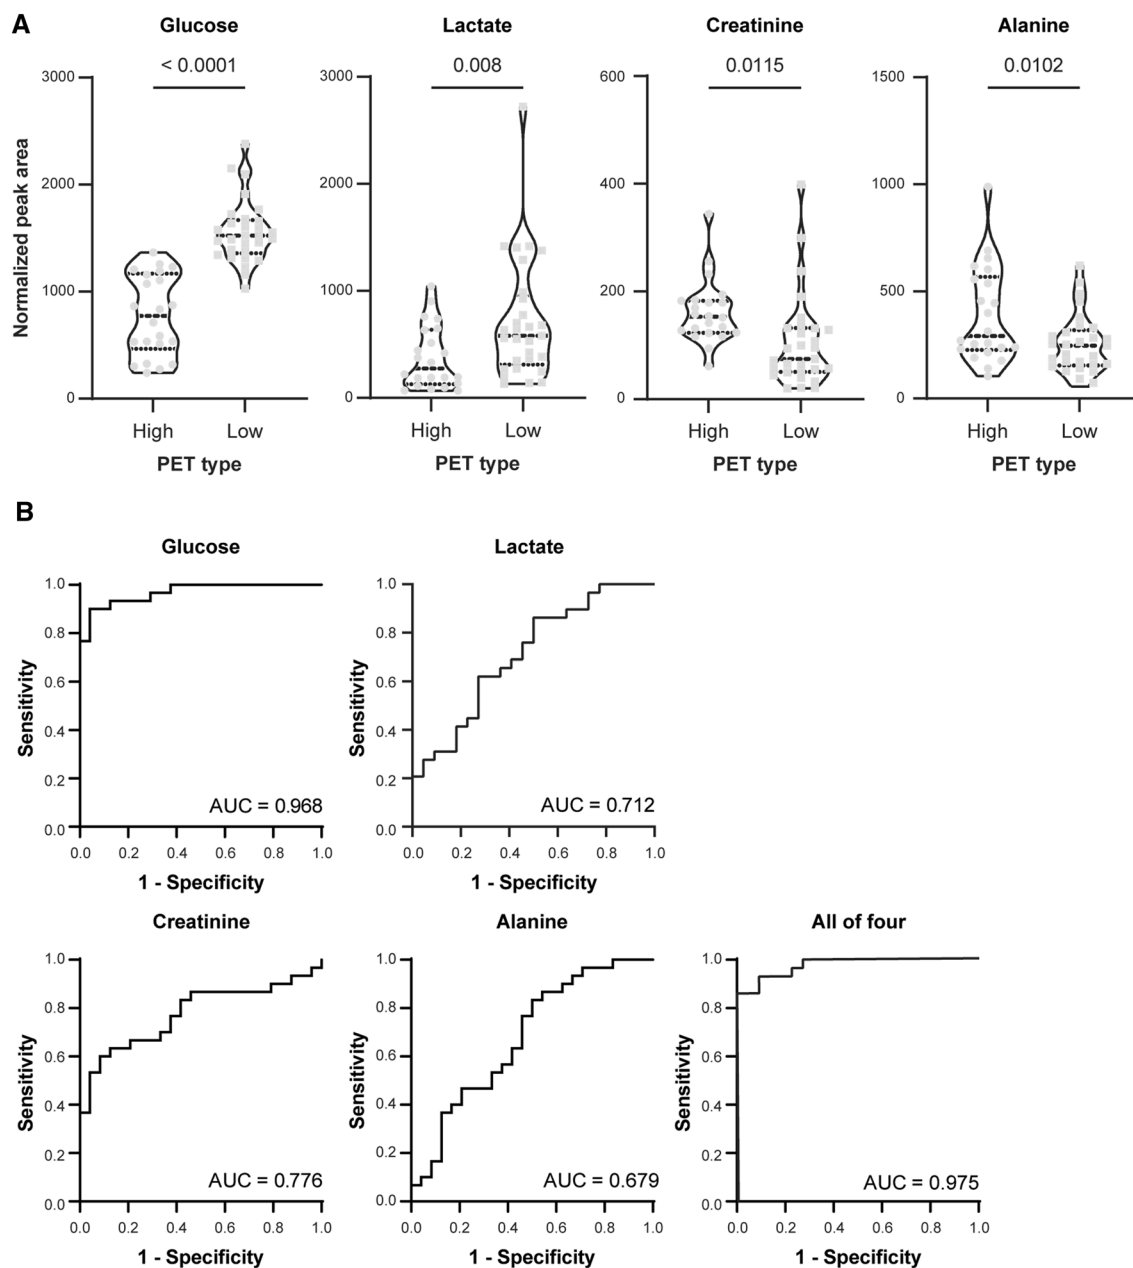 A
Glucose
Lactate
Creatinine
Alanine
< 0.0001
0.008
0.0115
0.0102
Normalized peak area
3000
2000
1000
0
3000
2000
1000
0
600
400
200
0
1500
1000
500
0
High Low
High Low
High Low
High Low
PET type
PET type
PET type
PET type
B
Glucose
Sensitivity
1.0
0.8
0.6
0.4
0.2
0.0
AUC = 0.968
0.0 0.2 0.4 0.6 0.8 1.0
1 - Specificity
Lactate
Sensitivity
1.0
0.8
0.6
0.4
0.2
0.0
AUC = 0.712
0.0 0.2 0.4 0.6 0.8 1.0
1 - Specificity
Creatinine
Sensitivity
1.0
0.8
0.6
0.4
0.2
0.0
AUC = 0.776
0.0 0.2 0.4 0.6 0.8 1.0
1 - Specificity
Alanine
Sensitivity
1.0
0.8
0.6
0.4
0.2
0.0
AUC = 0.679
0.0 0.2 0.4 0.6 0.8 1.0
1 - Specificity
All of four
Sensitivity
1.0
0.8
0.6
0.4
0.2
0.0
AUC = 0.975
0.0 0.2 0.4 0.6 0.8 1.0
1 - Specificity